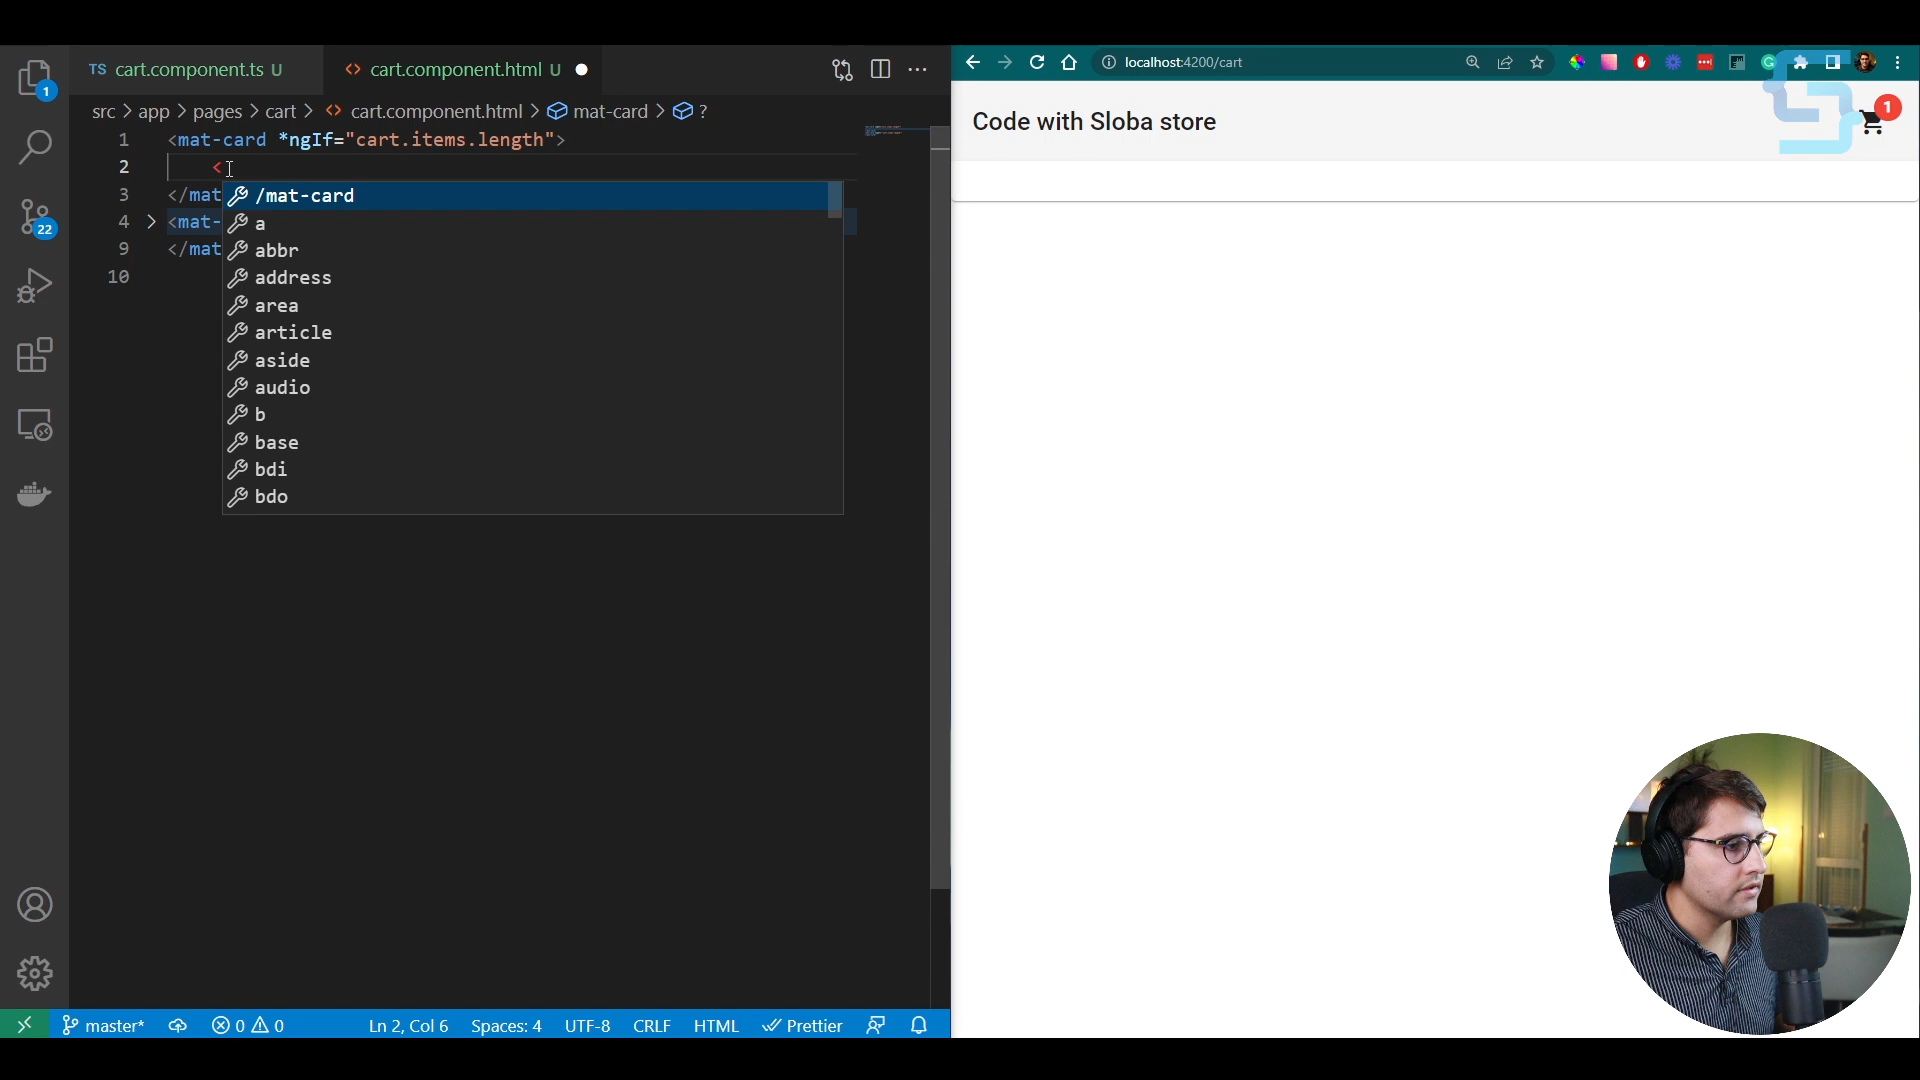 TS cart.component.ts U
<> cart.component.html U
src > app > pages > cart > <> cart.component.html > mat-card > ?
1 <mat-card *ngIf="cart.items.length">
2 <
3 </mat
4 <mat-
9 </mat
10
/mat-card
a
abbr
address
area
article
aside
audio
b
base
bdi
bdo
1
22
master*
0
0
Ln 2, Col 6
Spaces: 4
UTF-8
CRLF
HTML
Prettier
localhost:4200/cart
Code with Sloba store
1